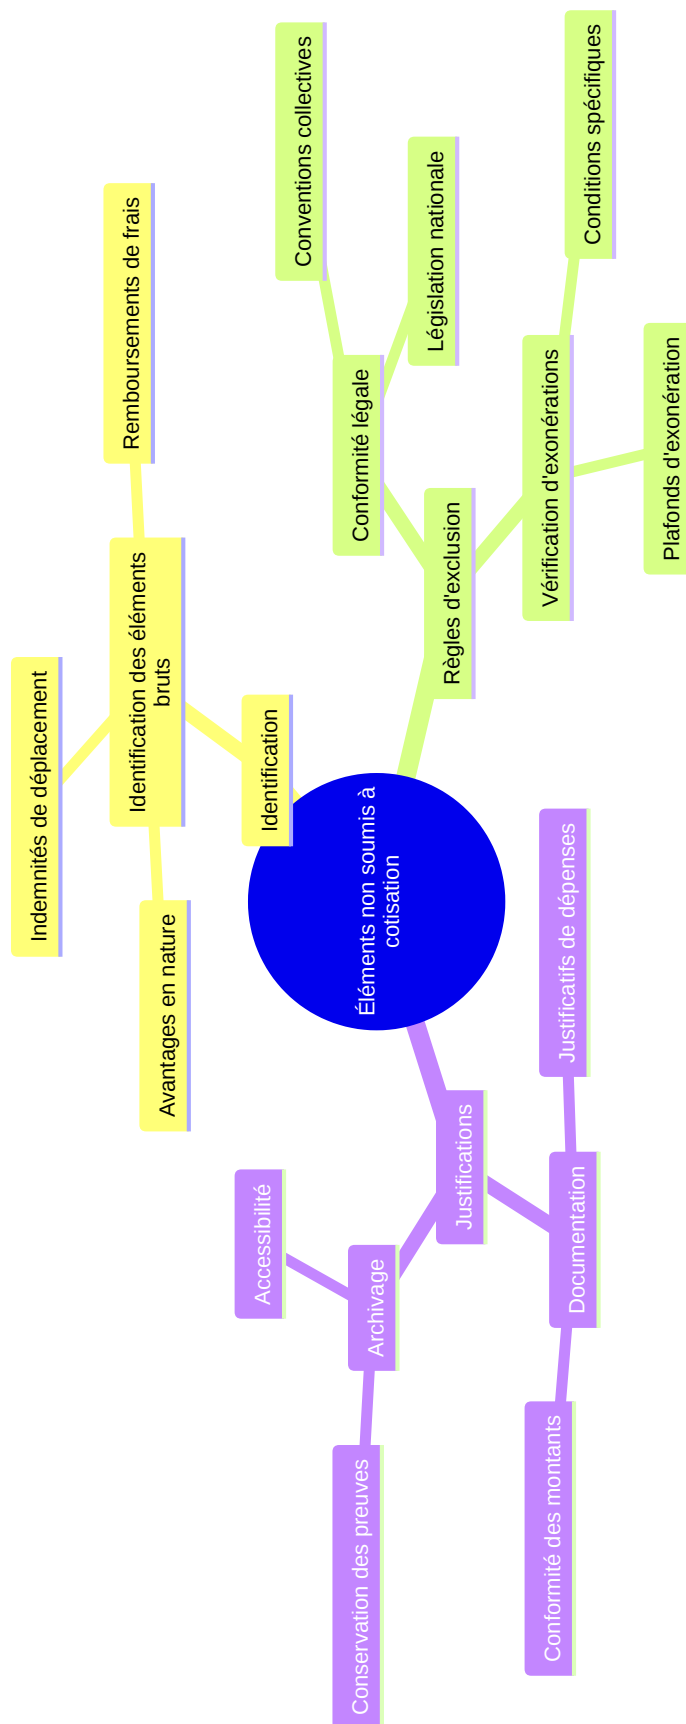 Éléments non soumis à
cotisation
Identification
Identification des éléments
bruts
Indemnités de déplacement
Avantages en nature
Remboursements de frais
Règles d'exclusion
Conformité légale
Conventions collectives
Législation nationale
Vérification d'exonérations
Conditions spécifiques
Plafonds d'exonération
Justifications
Archivage
Accessibilité
Conservation des preuves
Documentation
Justificatifs de dépenses
Conformité des montants